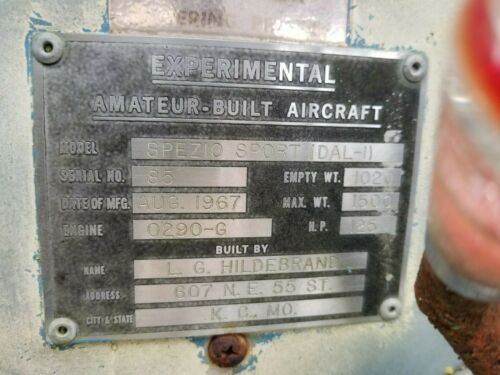 EXPERIMENTAL
AMATEUR-BUILT AIRCRAFT
MODEL SPEZIO SPORT (DAL-1)
SERIAL NO. 85 EMPTY WT. 1020
DATE OF MFG. AUG. 1967 MAX. WT. 1500
ENGINE 0290-G H.P. 125
BUILT BY
NAME L. G. HILDEBRAND
ADDRESS 607 N. E. 55 ST.
CITY & STATE K. C., MO.